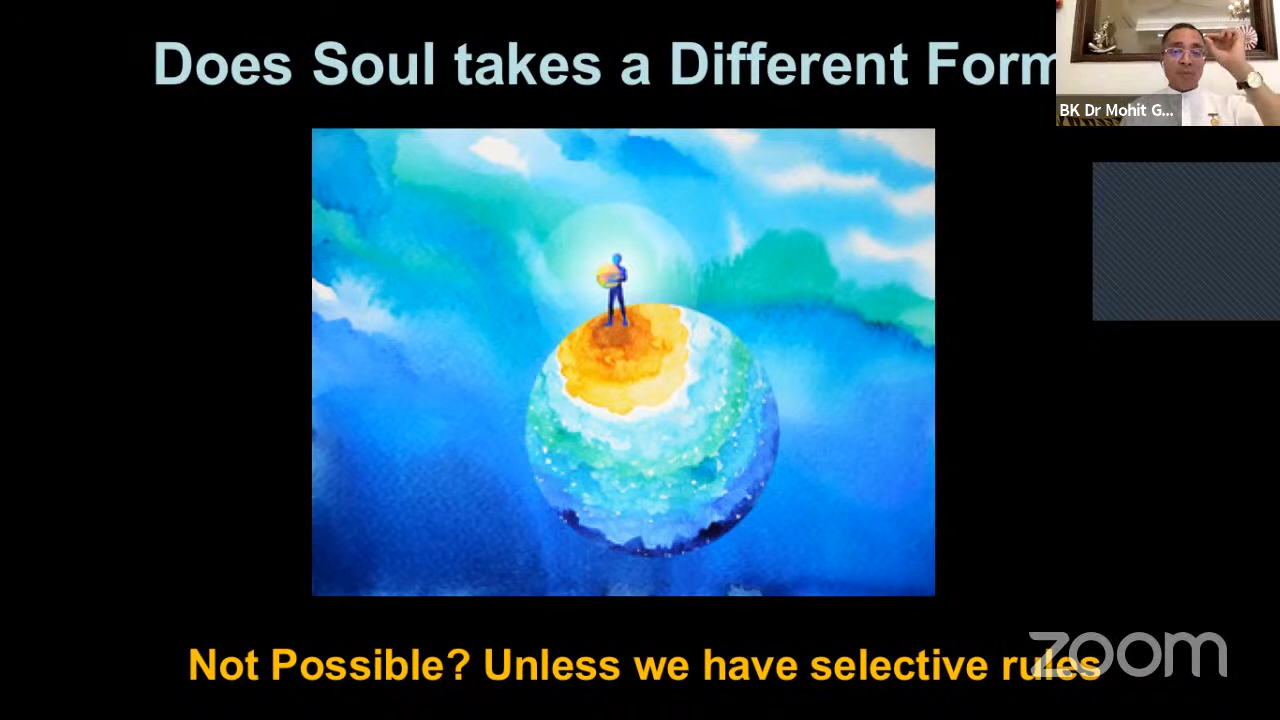 Does Soul takes a Different Form
BK Dr Mohit G...
Not Possible? Unless we have selective rules
zoom